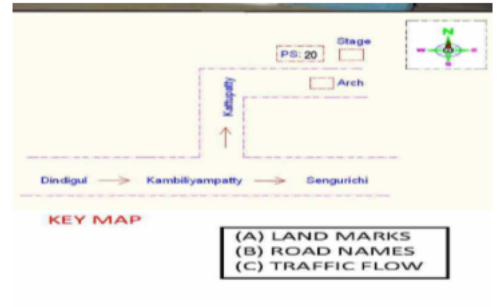 N
W E
S
Stage
PS: 20
Arch
Kattupatty
Dindigul Kambiliyampatty Sengurichi
KEY MAP
(A) LAND MARKS
(B) ROAD NAMES
(C) TRAFFIC FLOW